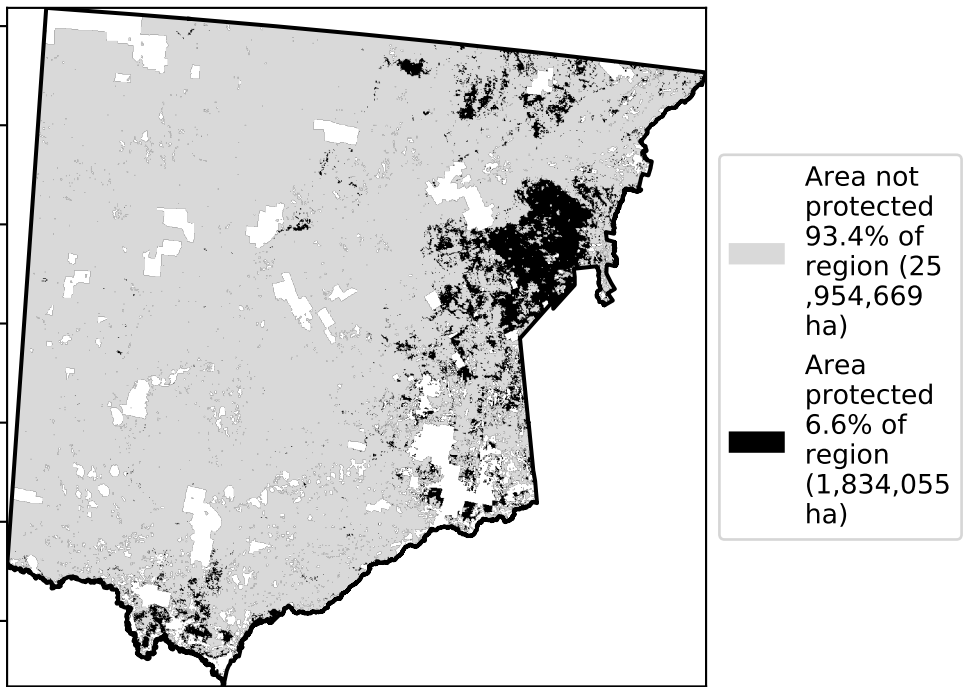 Area not
protected
93.4% of
region (25
,954,669
ha)
Area
protected
6.6% of
region
(1,834,055
ha)